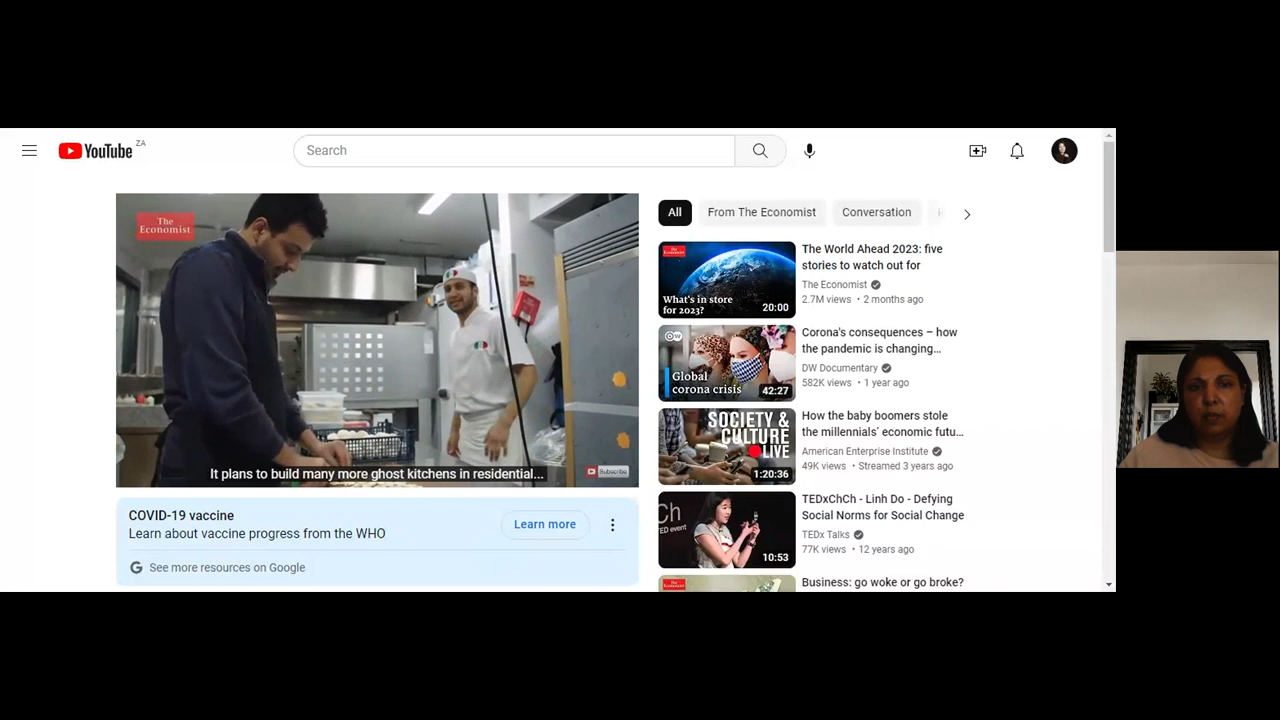 YouTube ZA
Search
The
Economist
It plans to build many more ghost kitchens in residential...
Subscribe
COVID-19 vaccine
Learn about vaccine progress from the WHO
Learn more
See more resources on Google
All
From The Economist
Conversation
The
Economist
What's in store
for 2023?
20:00
The World Ahead 2023: five
stories to watch out for
The Economist
2.7M views • 2 months ago
Global
corona crisis
42:27
Corona's consequences – how
the pandemic is changing...
DW Documentary
582K views • 1 year ago
SOCIETY &
CULTURE
LIVE
1:20:36
How the baby boomers stole
the millennials' economic futu...
American Enterprise Institute
49K views • Streamed 3 years ago
Ch
ED event
10:53
TEDxChCh - Linh Do - Defying
Social Norms for Social Change
TEDx Talks
77K views • 12 years ago
Business: go woke or go broke?